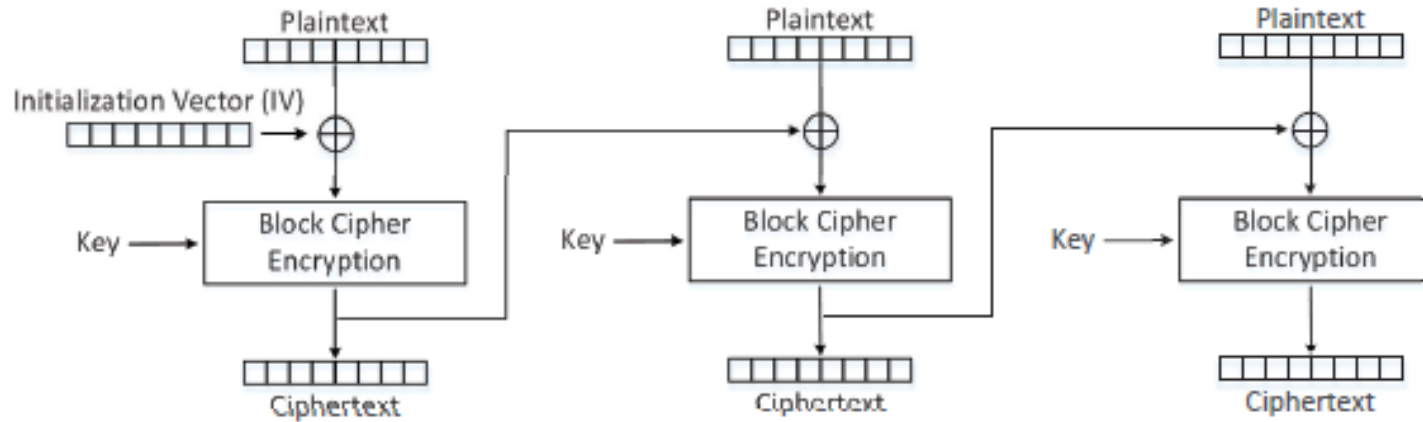 Plaintext
Plaintext
Plaintext
Initialization Vector (IV)
Key
Block Cipher
Encryption
Key
Block Cipher
Encryption
Key
Block Cipher
Encryption
Ciphertext
Ciphertext
Ciphertext